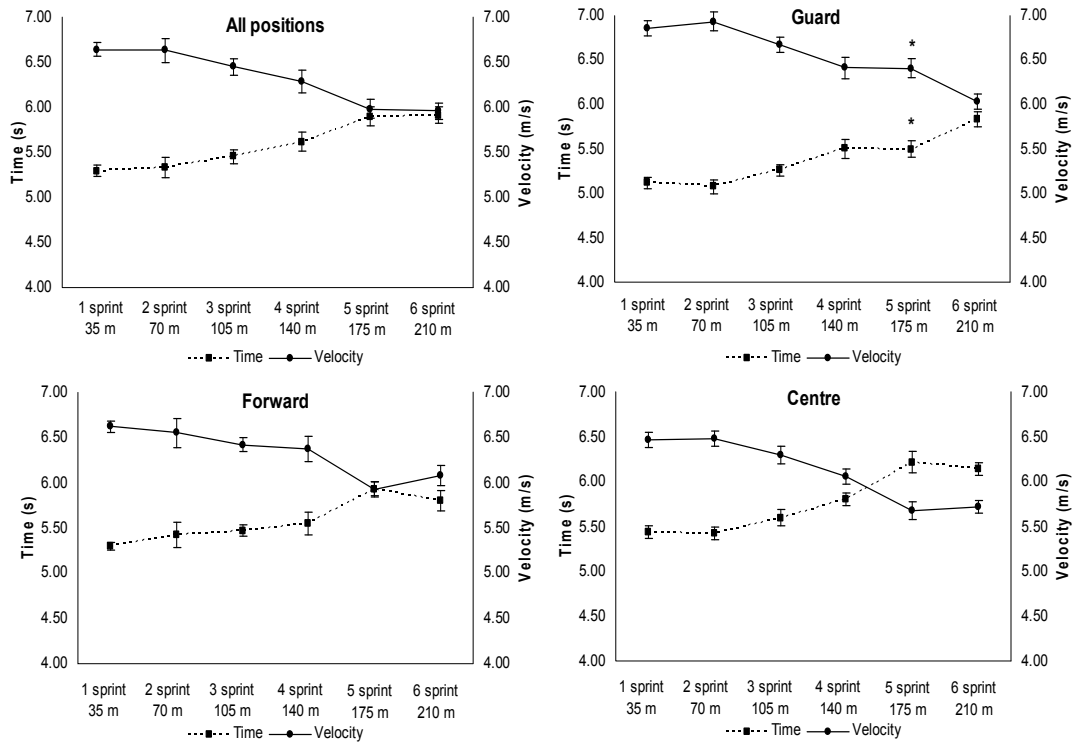 All positions
7.00 7.00
6.50 6.50
6.00 6.00
5.50 5.50
5.00 5.00
4.50 4.50
4.00 4.00
Time (s)
Velocity (m/s)
1 sprint 2 sprint 3 sprint 4 sprint 5 sprint 6 sprint
35 m 70 m 105 m 140 m 175 m 210 m
Time Velocity
Guard
7.00 7.00
6.50 6.50
6.00 6.00
5.50 5.50
5.00 5.00
4.50 4.50
4.00 4.00
*
*
Time (s)
Velocity (m/s)
1 sprint 2 sprint 3 sprint 4 sprint 5 sprint 6 sprint
35 m 70 m 105 m 140 m 175 m 210 m
Time Velocity
Forward
7.00 7.00
6.50 6.50
6.00 6.00
5.50 5.50
5.00 5.00
4.50 4.50
4.00 4.00
Time (s)
Velocity (m/s)
1 sprint 2 sprint 3 sprint 4 sprint 5 sprint 6 sprint
35 m 70 m 105 m 140 m 175 m 210 m
Time Velocity
Centre
7.00 7.00
6.50 6.50
6.00 6.00
5.50 5.50
5.00 5.00
4.50 4.50
4.00 4.00
Time (s)
Velocity (m/s)
1 sprint 2 sprint 3 sprint 4 sprint 5 sprint 6 sprint
35 m 70 m 105 m 140 m 175 m 210 m
Time Velocity